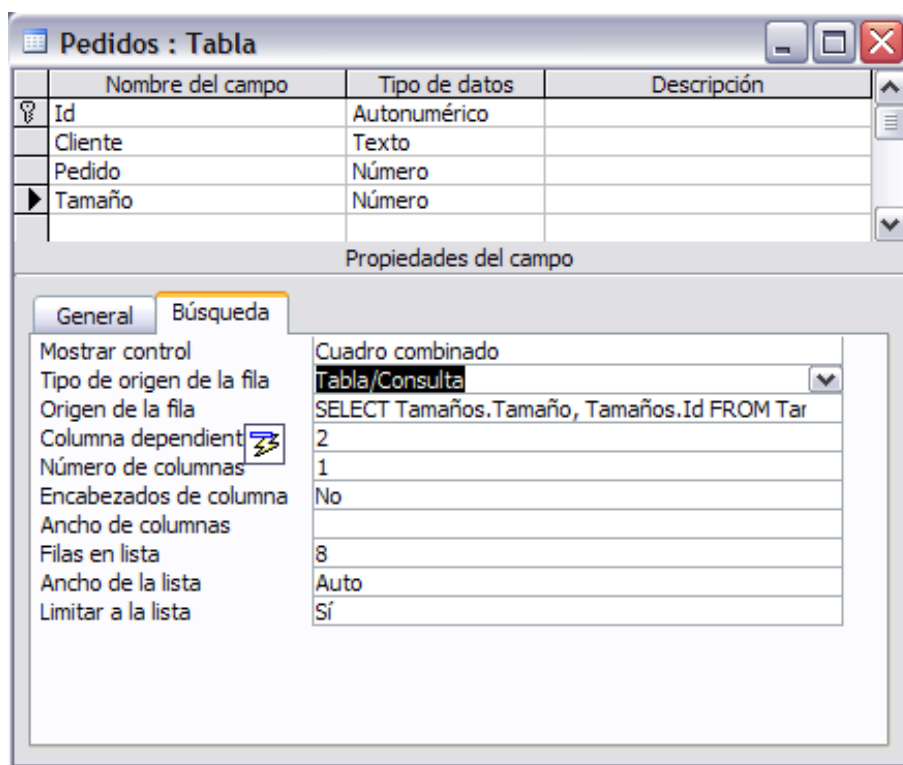 Pedidos : Tabla
Nombre del campo Tipo de datos Descripción
Id Autonumérico
Cliente Texto
Pedido Número
Tamaño Número
Propiedades del campo
General Búsqueda
Mostrar control Cuadro combinado
Tipo de origen de la fila Tabla/Consulta
Origen de la fila SELECT Tamaños.Tamaño, Tamaños.Id FROM Tar
Columna dependient 2
Número de columnas 1
Encabezados de columna No
Ancho de columnas
Filas en lista 8
Ancho de la lista Auto
Limitar a la lista Sí